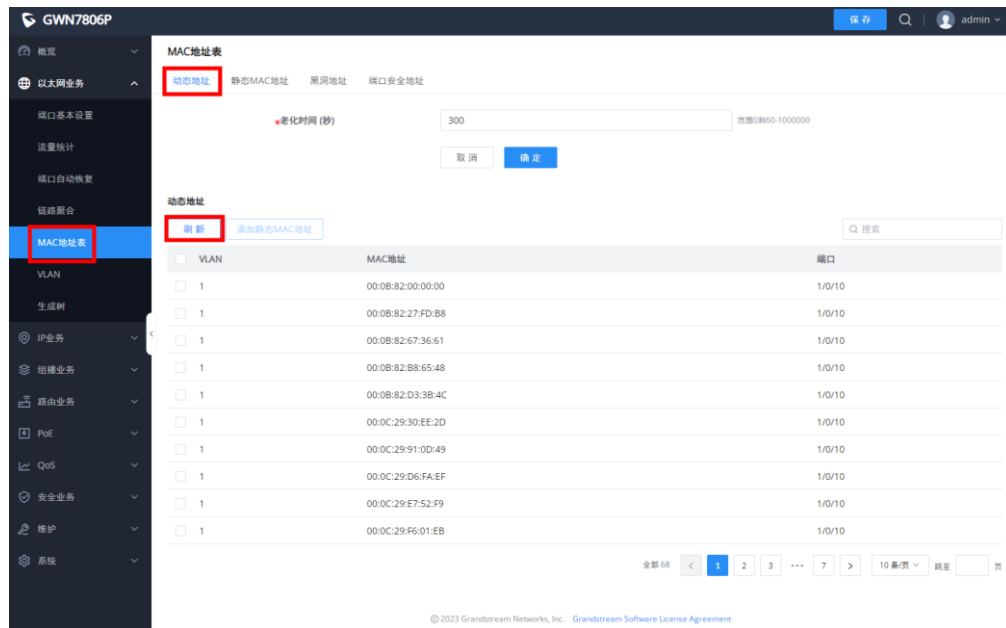 GWN7806P
保 存
admin
概览
以太网业务
端口基本设置
流量统计
端口自动恢复
链路聚合
MAC地址表
VLAN
生成树
IP业务
组播业务
路由业务
PoE
QoS
安全业务
维护
系统
MAC地址表
动态地址 静态MAC地址 黑洞地址 端口安全地址
*老化时间 (秒) 300 范围0和60-1000000
取 消 确 定
动态地址
刷 新 添加静态MAC地址 搜索
VLAN MAC地址 端口
1 00:0B:82:00:00:00 1/0/10
1 00:0B:82:27:FD:B8 1/0/10
1 00:0B:82:67:36:61 1/0/10
1 00:0B:82:B8:65:48 1/0/10
1 00:0B:82:D3:3B:4C 1/0/10
1 00:0C:29:30:EE:2D 1/0/10
1 00:0C:29:91:0D:49 1/0/10
1 00:0C:29:D6:FA:EF 1/0/10
1 00:0C:29:E7:52:F9 1/0/10
1 00:0C:29:F6:01:EB 1/0/10
全部 68 < 1 2 3 ••• 7 > 10 条/页 跳至 页
© 2023 Grandstream Networks, Inc. Grandstream Software License Agreement